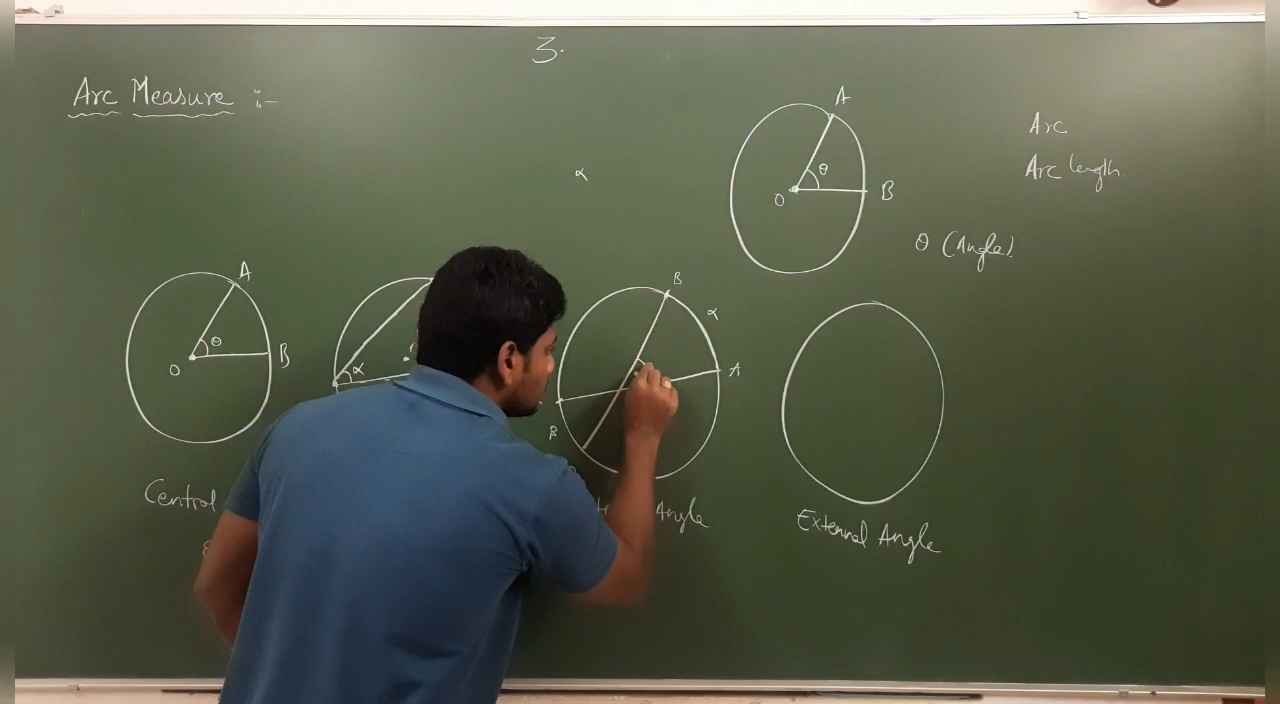 3.
Arc Measure :-
A
θ
O
B
Arc
Arc length.
α
θ (Angle).
A
θ
O
B
α
B
α
A
B
Central
Angle
External Angle